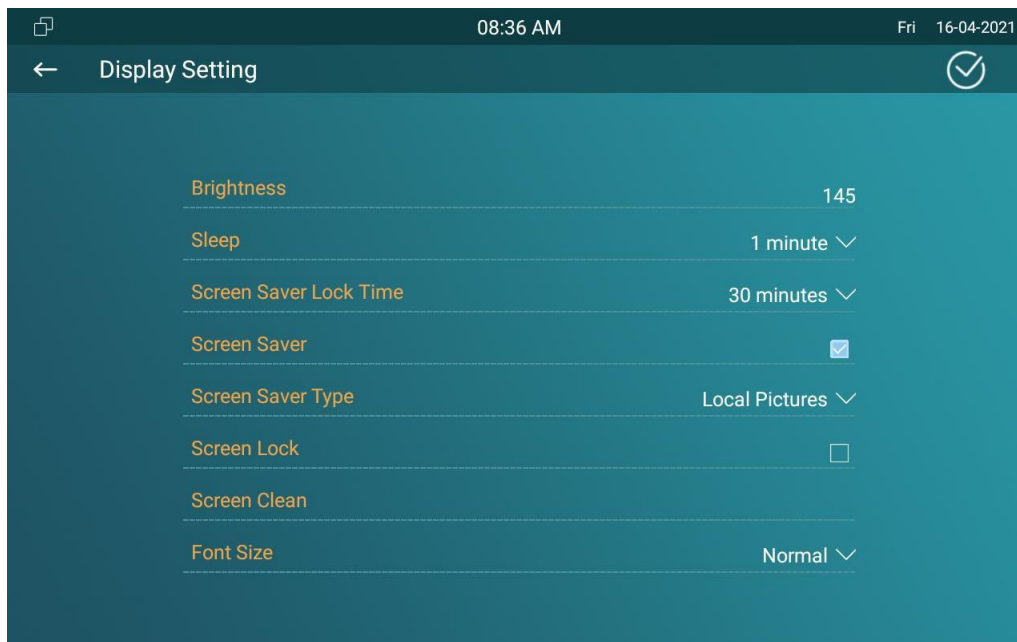 08:36 AM Fri 16-04-2021
Display Setting
Brightness 145
Sleep 1 minute
Screen Saver Lock Time 30 minutes
Screen Saver
Screen Saver Type Local Pictures
Screen Lock
Screen Clean
Font Size Normal